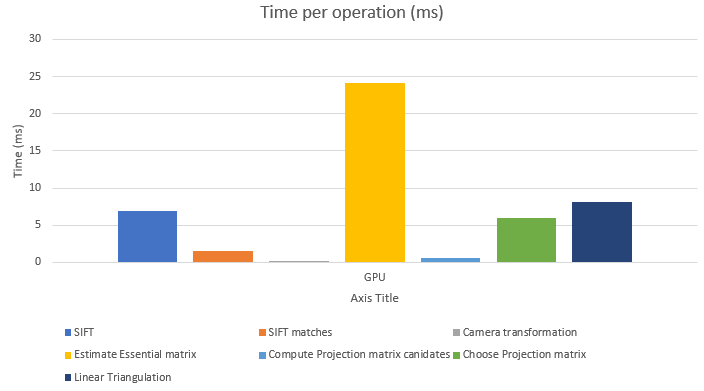 Time per operation (ms)
30
25
20
15
10
5
0
Time (ms)
GPU
Axis Title
SIFT
SIFT matches
Camera transformation
Estimate Essential matrix
Compute Projection matrix canidates
Choose Projection matrix
Linear Triangulation